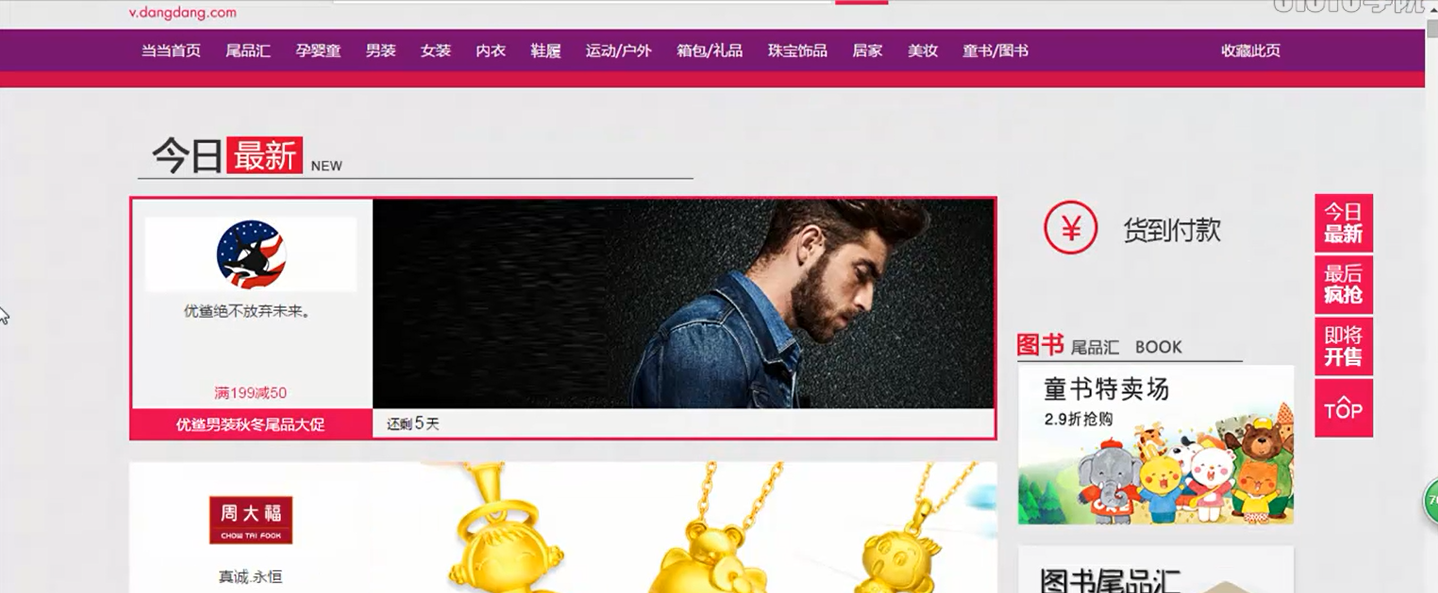 v.dangdang.com
当当首页 尾品汇 孕婴童 男装 女装 内衣 鞋履 运动/户外 箱包/礼品 珠宝饰品 居家 美妆 童书/图书 收藏此页
今日最新 NEW
优鲨绝不放弃未来。
满199减50
优鲨男装秋冬尾品大促
还剩5天
货到付款
图书 尾品汇 BOOK
童书特卖场
2.9折抢购
今日
最新
最后
疯抢
即将
开售
TOP
周大福
CHOW TAI FOOK
真诚.永恒
图书尾品汇